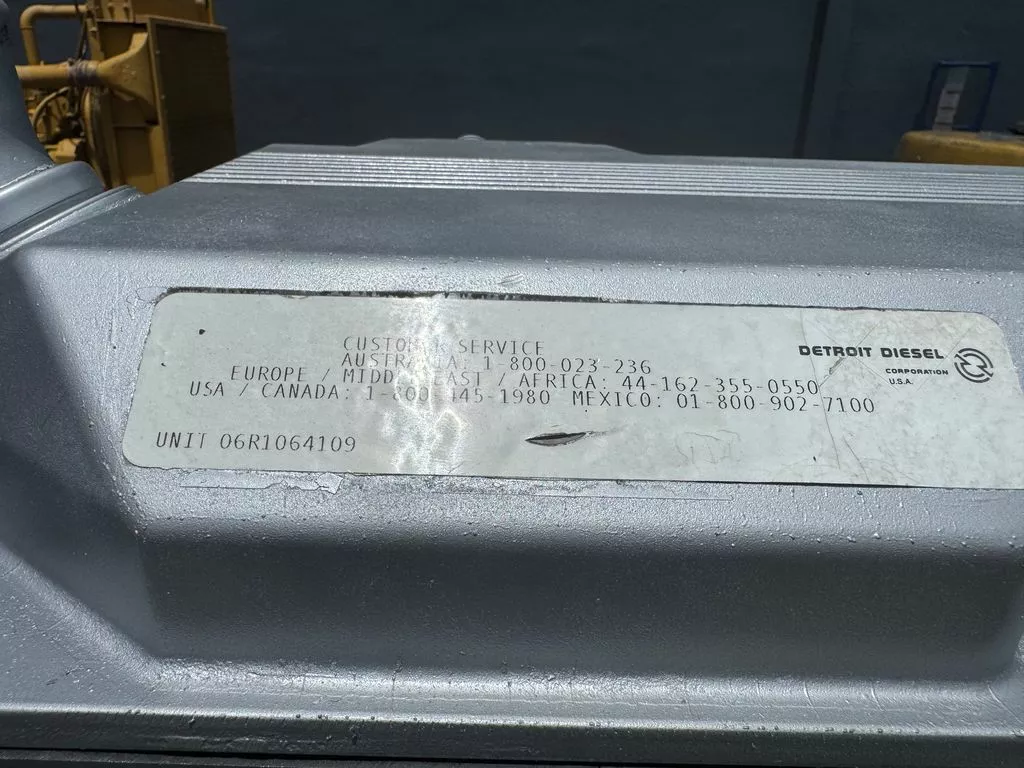 CUSTOMER SERVICE
AUSTRALIA: 1-800-023-236
EUROPE / MIDDLE EAST / AFRICA: 44-162-355-0550
USA / CANADA: 1-800-445-1980 MEXICO: 01-800-902-7100
UNIT 06R1064109
DETROIT DIESEL
CORPORATION
U.S.A.